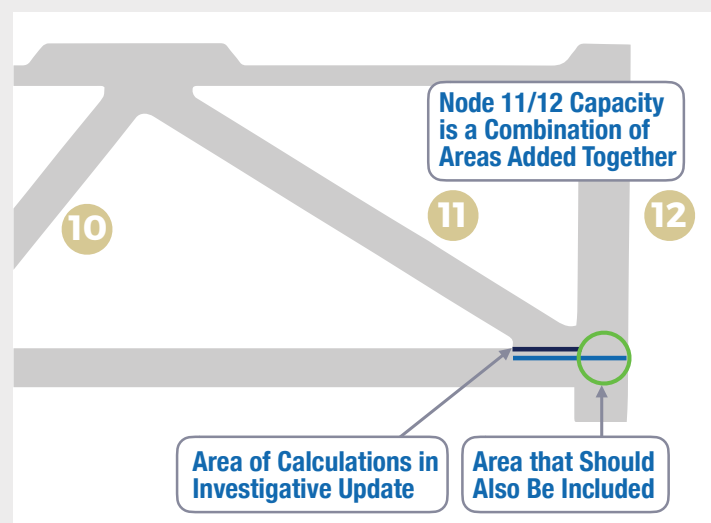 Node 11/12 Capacity
is a Combination of
Areas Added Together
10
11
12
Area of Calculations in
Investigative Update
Area that Should
Also Be Included